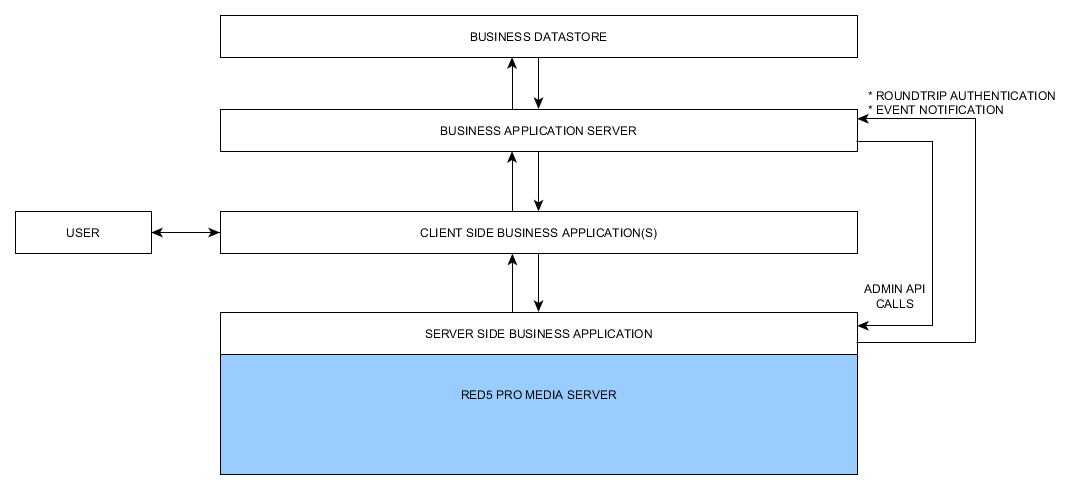 BUSINESS DATASTORE
* ROUNDTRIP AUTHENTICATION
* EVENT NOTIFICATION
BUSINESS APPLICATION SERVER
USER
CLIENT SIDE BUSINESS APPLICATION(S)
ADMIN API
CALLS
SERVER SIDE BUSINESS APPLICATION
RED5 PRO MEDIA SERVER